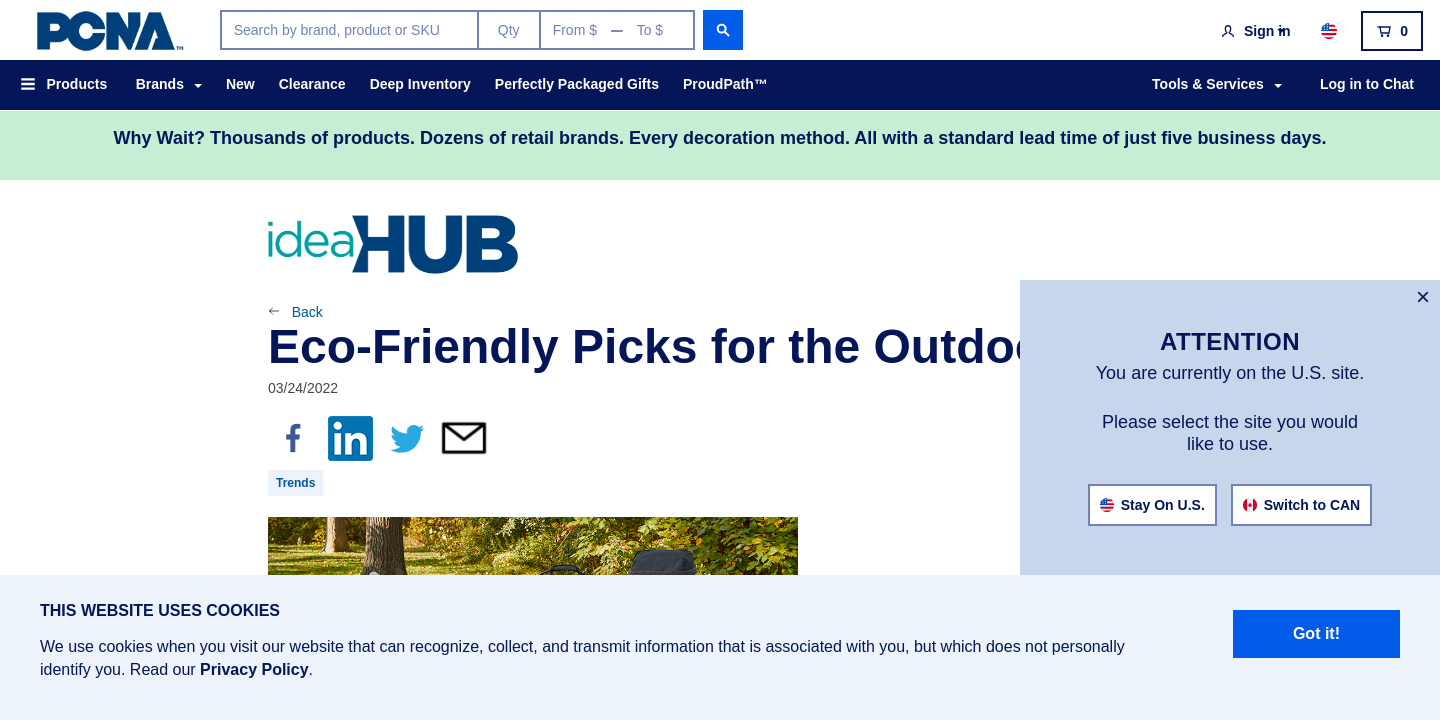 PCNA™
Search by brand, product or SKU
Qty
From $ — To $
Sign in
0
Products
Brands
New
Clearance
Deep Inventory
Perfectly Packaged Gifts
ProudPath™
Tools & Services
Log in to Chat
Why Wait? Thousands of products. Dozens of retail brands. Every decoration method. All with a standard lead time of just five business days.
ideaHUB
Back
Eco-Friendly Picks for the Outdo
03/24/2022
Trends
ATTENTION
You are currently on the U.S. site.
Please select the site you would
like to use.
Stay On U.S.
Switch to CAN
THIS WEBSITE USES COOKIES
We use cookies when you visit our website that can recognize, collect, and transmit information that is associated with you, but which does not personally
identify you. Read our Privacy Policy.
Got it!